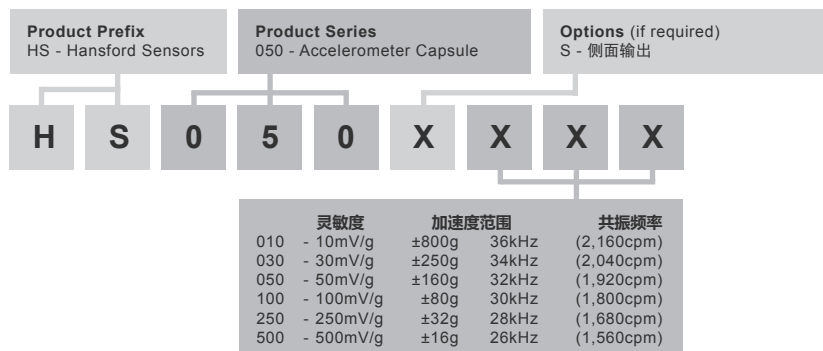 Product Prefix
HS - Hansford Sensors
Product Series
050 - Accelerometer Capsule
Options (if required)
S - 侧面输出
H S 0 5 0 X X X X
灵敏度 加速度范围 共振频率
010 - 10mV/g ±800g 36kHz (2,160cpm)
030 - 30mV/g ±250g 34kHz (2,040cpm)
050 - 50mV/g ±160g 32kHz (1,920cpm)
100 - 100mV/g ±80g 30kHz (1,800cpm)
250 - 250mV/g ±32g 28kHz (1,680cpm)
500 - 500mV/g ±16g 26kHz (1,560cpm)